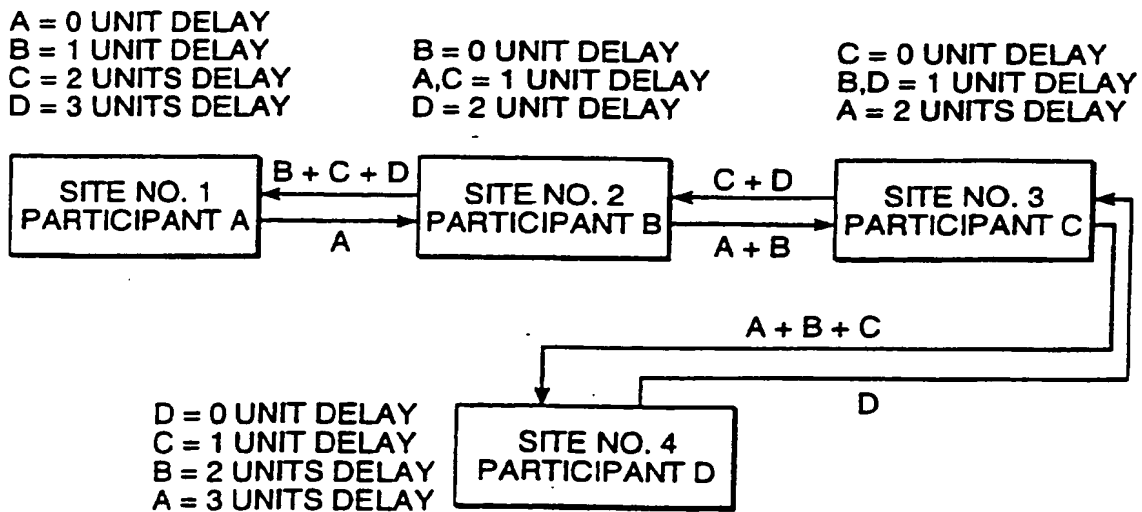 A = 0 UNIT DELAY
B = 1 UNIT DELAY
C = 2 UNITS DELAY
D = 3 UNITS DELAY
B = 0 UNIT DELAY
A,C = 1 UNIT DELAY
D = 2 UNIT DELAY
C = 0 UNIT DELAY
B,D = 1 UNIT DELAY
A = 2 UNITS DELAY
SITE NO. 1
PARTICIPANT A
B + C + D
A
SITE NO. 2
PARTICIPANT B
C + D
A + B
SITE NO. 3
PARTICIPANT C
A + B + C
D
D = 0 UNIT DELAY
C = 1 UNIT DELAY
B = 2 UNITS DELAY
A = 3 UNITS DELAY
SITE NO. 4
PARTICIPANT D